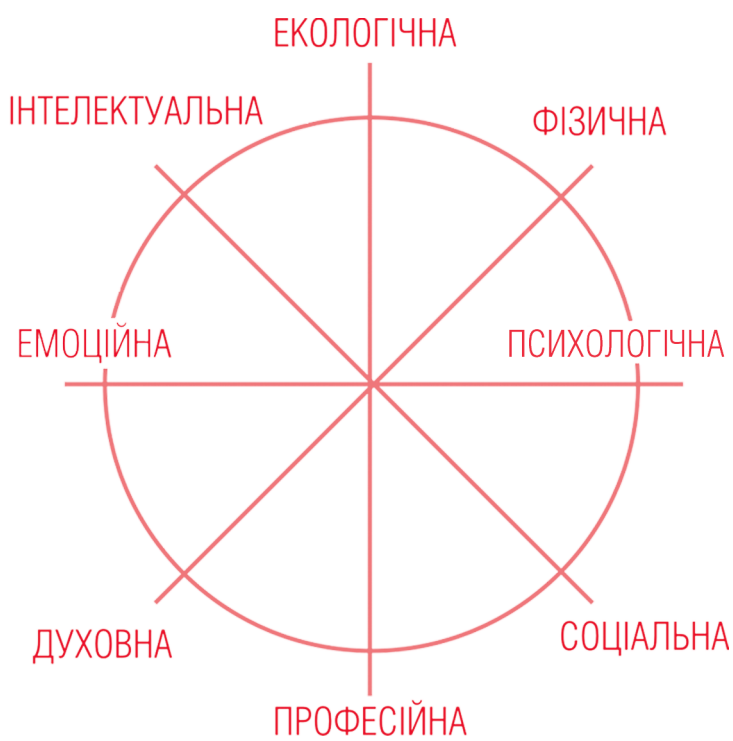 ЕКОЛОГІЧНА
ІНТЕЛЕКТУАЛЬНА
ФІЗИЧНА
ЕМОЦІЙНА
ПСИХОЛОГІЧНА
ДУХОВНА
СОЦІАЛЬНА
ПРОФЕСІЙНА